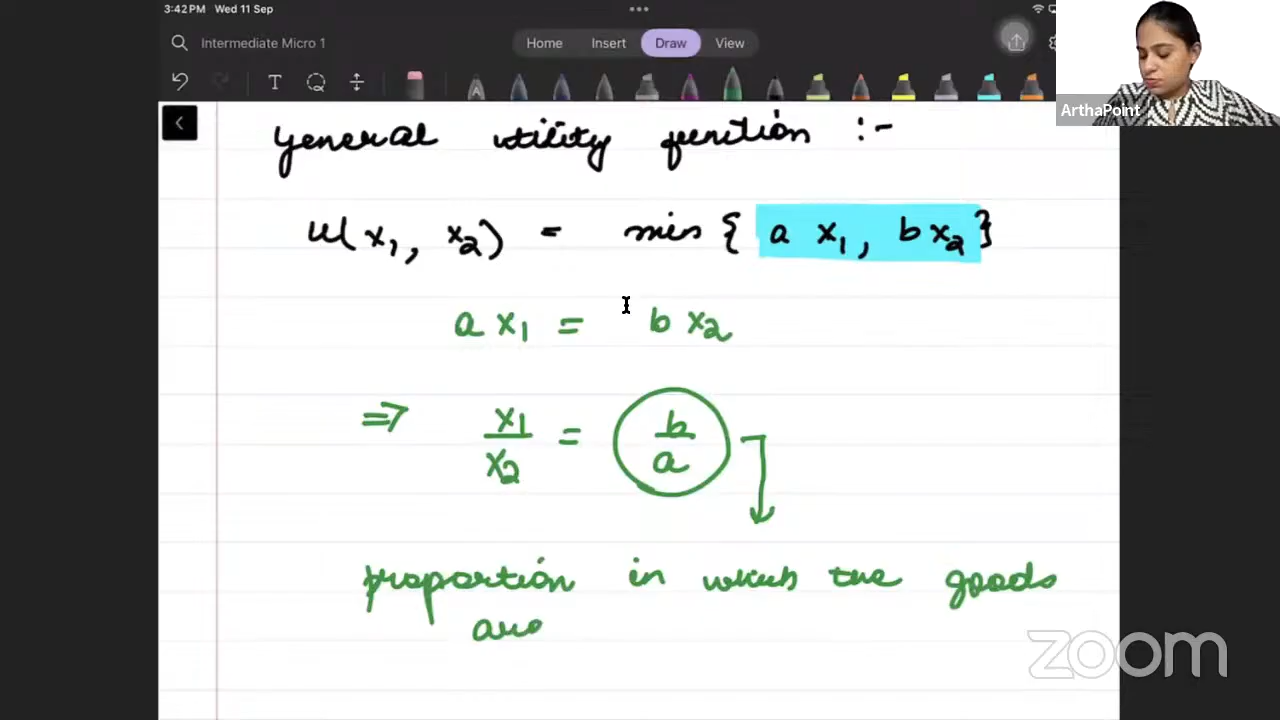 3:42 PM Wed 11 Sep
Intermediate Micro 1
Home Insert Draw View
ArthaPoint
General utility function :-
u(x₁, x₂) = min { a x₁, b x₂ }
a x₁ = b x₂
⇒ x₁/x₂ = b/a
proportion in which the goods
are
zoom